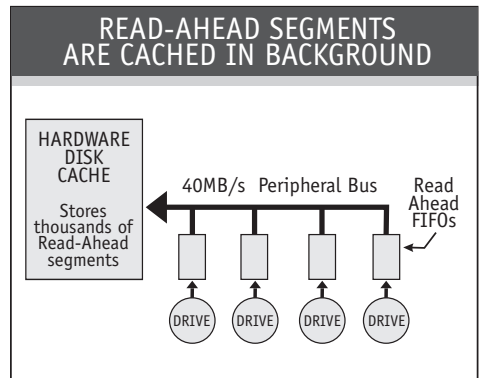 READ-AHEAD SEGMENTS
ARE CACHED IN BACKGROUND
HARDWARE
DISK
CACHE
Stores
thousands of
Read-Ahead
segments
40MB/s Peripheral Bus
Read
Ahead
FIFOs
DRIVE
DRIVE
DRIVE
DRIVE